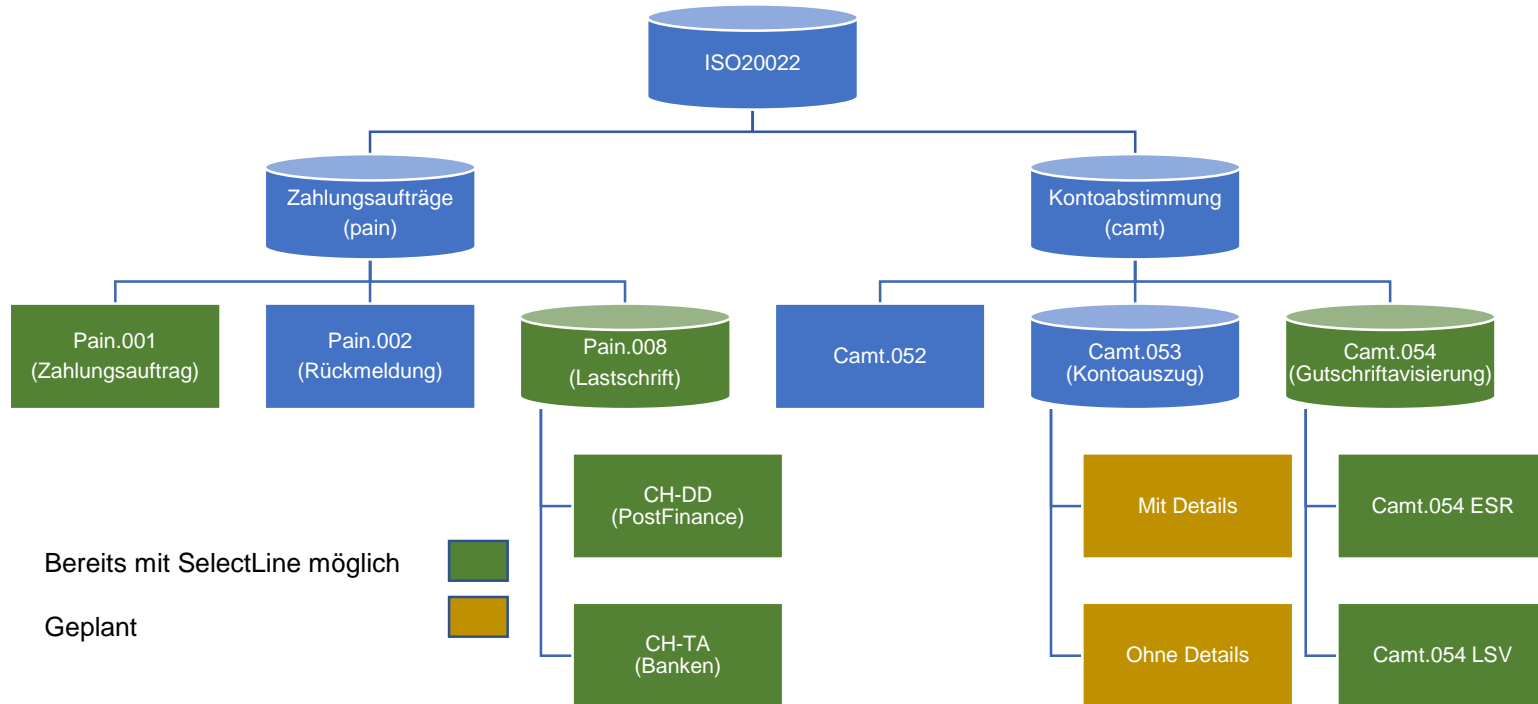 ISO20022
Zahlungsaufträge
(pain)
Kontoabstimmung
(camt)
Pain.001
(Zahlungsauftrag)
Pain.002
(Rückmeldung)
Pain.008
(Lastschrift)
Camt.052
Camt.053
(Kontoauszug)
Camt.054
(Gutschriftavisierung)
CH-DD
(PostFinance)
Mit Details
Camt.054 ESR
Bereits mit SelectLine möglich
Geplant
CH-TA
(Banken)
Ohne Details
Camt.054 LSV